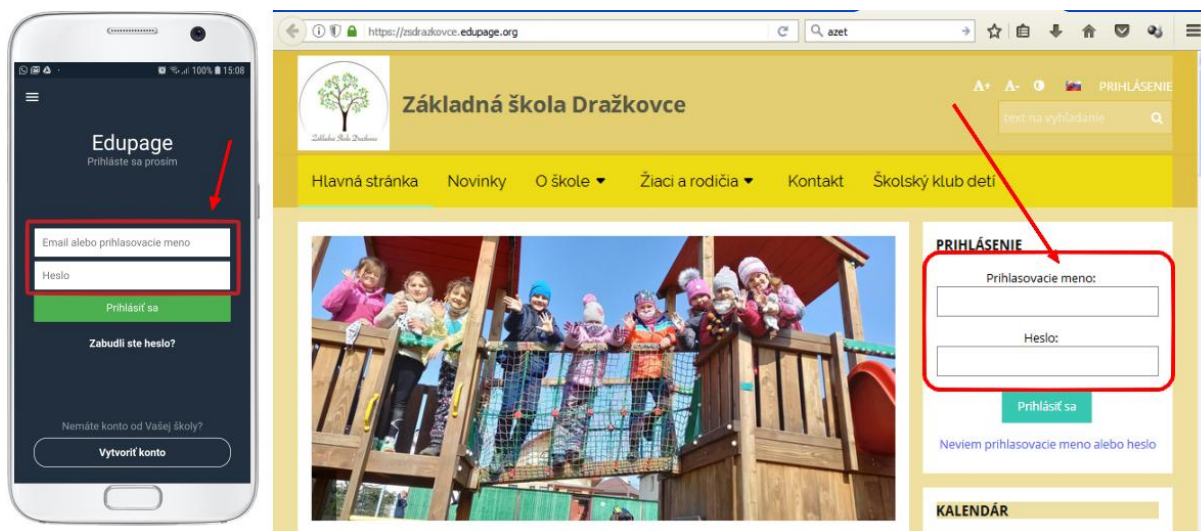 100% 15:08
Edupage
Prihláste sa prosím
Email alebo prihlasovacie meno
Heslo
Prihlásiť sa
Zabudli ste heslo?
Nemáte konto od Vašej školy?
Vytvoriť konto
https://zsdrazkovce.edupage.org
azet
Základná Škola Dražkovce
Základná škola Dražkovce
A+ A- PRIHLÁSENIE
text na vyhľadanie
Hlavná stránka Novinky O škole Žiaci a rodičia Kontakt Školský klub detí
PRIHLÁSENIE
Prihlasovacie meno:
Heslo:
Prihlásiť sa
Neviem prihlasovacie meno alebo heslo
KALENDÁR